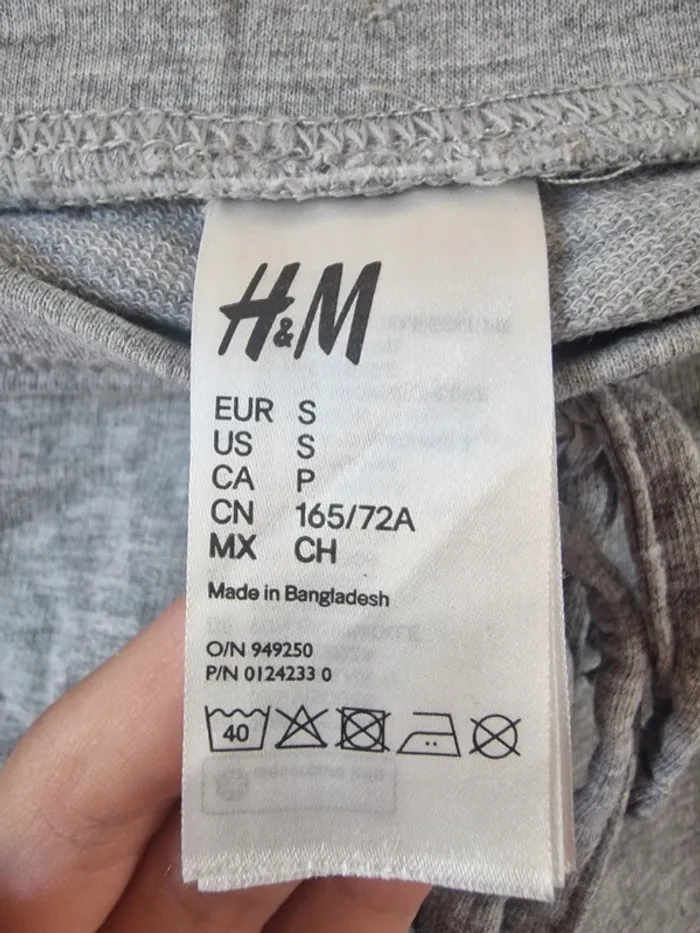 H&M
EUR S
US S
CA P
CN 165/72A
MX CH
Made in Bangladesh
O/N 949250
P/N 0124233 0
40